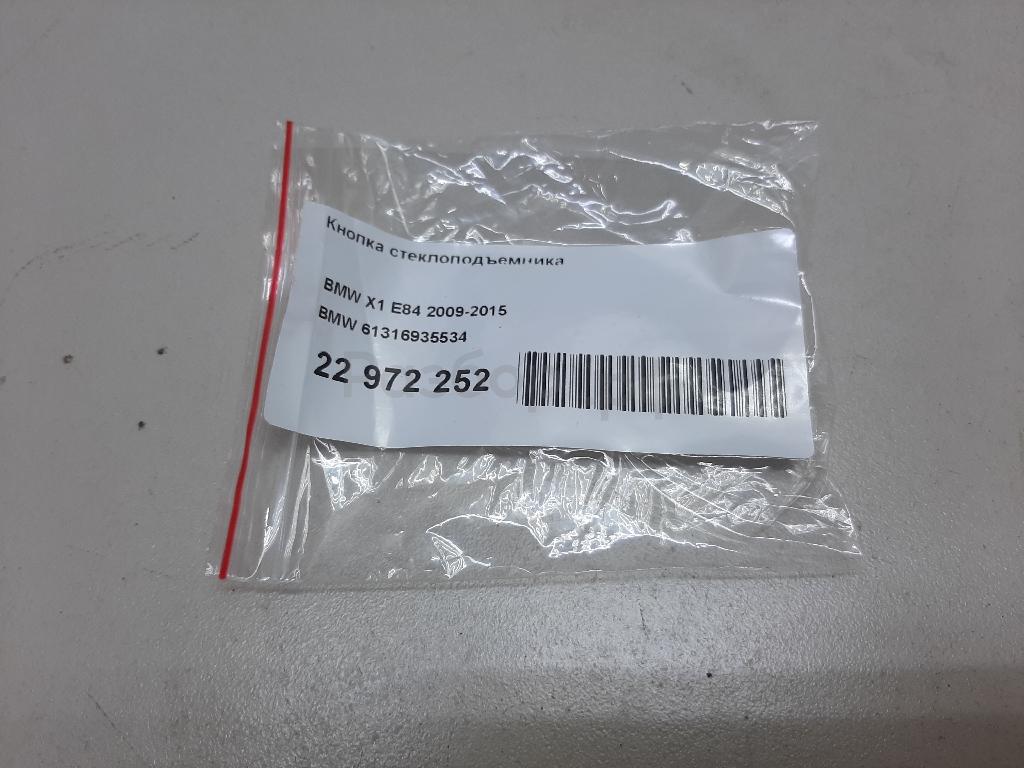 Кнопка стеклоподъемника
BMW X1 E84 2009-2015
BMW 61316935534
22 972 252